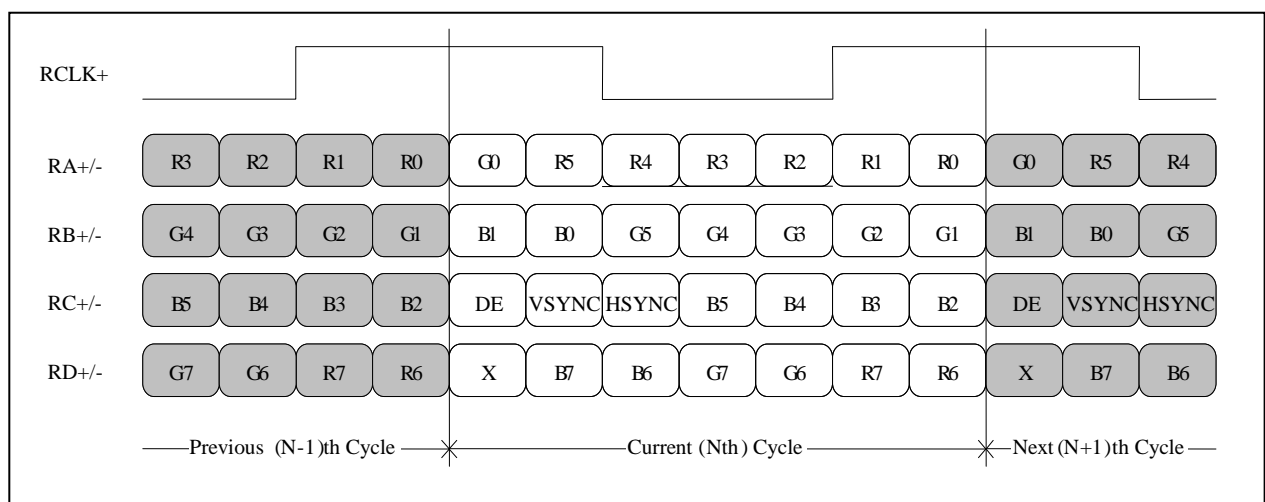 RCLK+
RA+/- R3 R2 R1 R0 G0 R5 R4 R3 R2 R1 R0 G0 R5 R4
RB+/- G4 G3 G2 G1 B1 B0 G5 G4 G3 G2 G1 B1 B0 G5
RC+/- B5 B4 B3 B2 DE VSYNC HSYNC B5 B4 B3 B2 DE VSYNC HSYNC
RD+/- G7 G6 R7 R6 X B7 B6 G7 G6 R7 R6 X B7 B6
Previous (N-1)th Cycle Current (Nth) Cycle Next (N+1)th Cycle